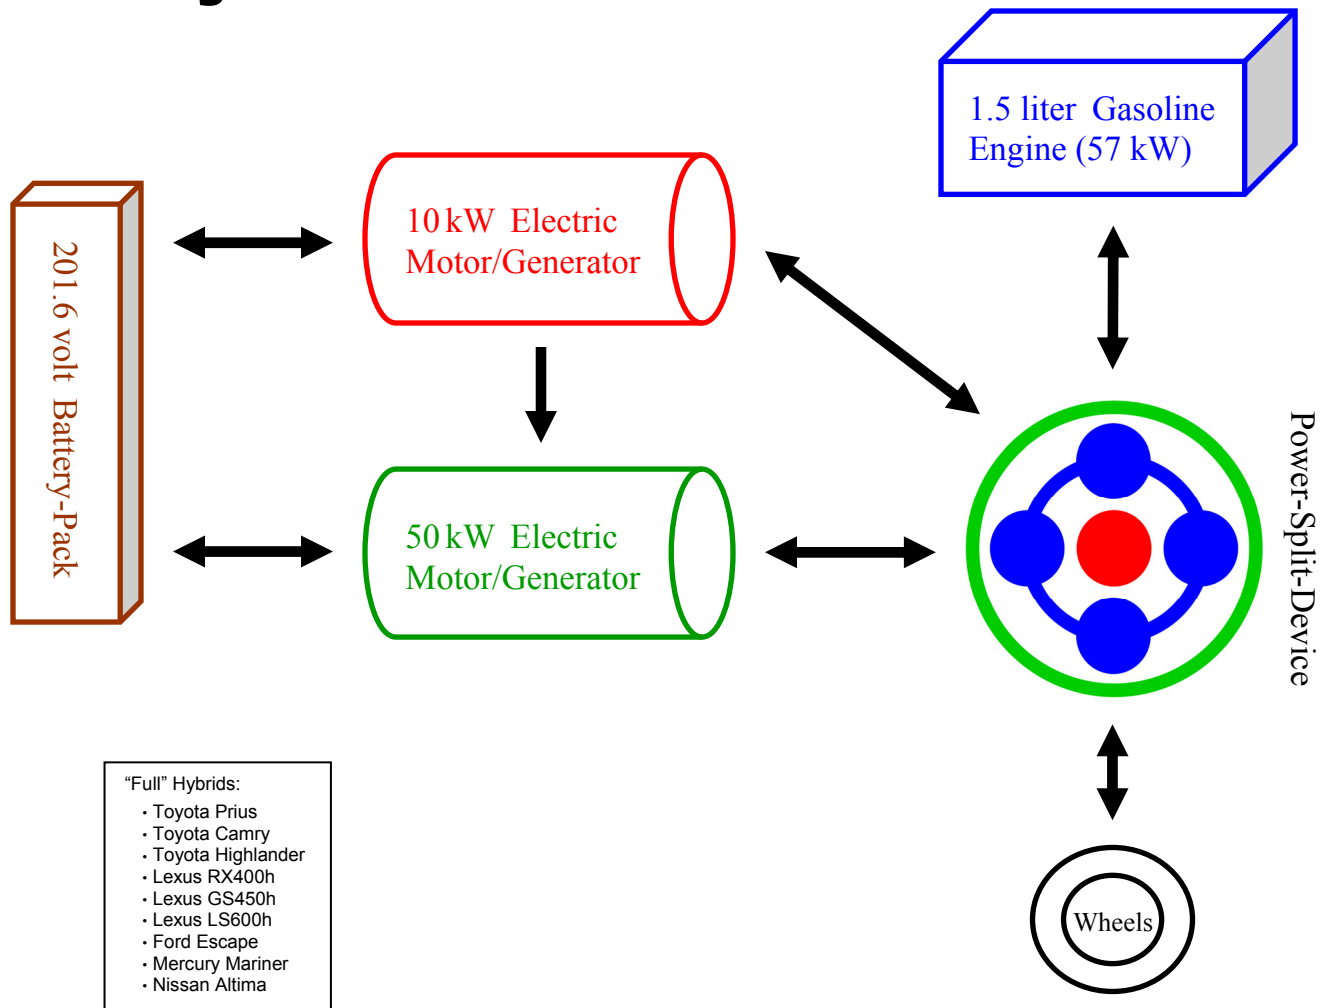 1.5 liter Gasoline
Engine (57 kW)
10 kW Electric
Motor/Generator
201.6 volt Battery-Pack
50 kW Electric
Motor/Generator
Power-Split-Device
Wheels
“Full” Hybrids:
• Toyota Prius
• Toyota Camry
• Toyota Highlander
• Lexus RX400h
• Lexus GS450h
• Lexus LS600h
• Ford Escape
• Mercury Mariner
• Nissan Altima